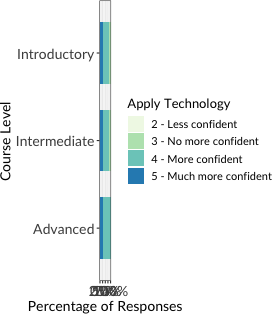 Introductory
Intermediate
Advanced
Course Level
Percentage of Responses
Apply Technology
2 - Less confident
3 - No more confident
4 - More confident
5 - Much more confident